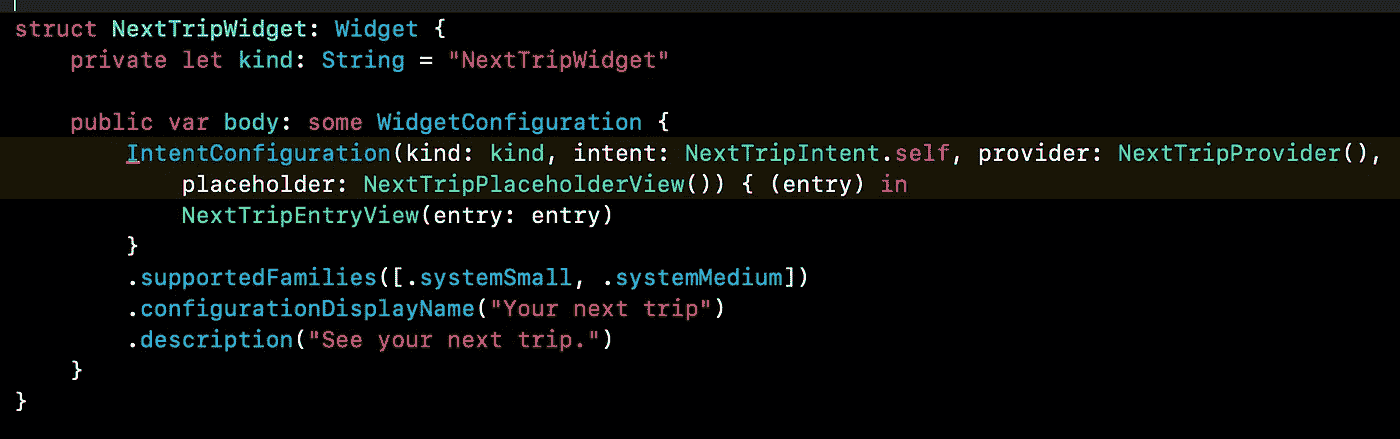 struct NextTripWidget: Widget {
    private let kind: String = "NextTripWidget"

    public var body: some WidgetConfiguration {
        IntentConfiguration(kind: kind, intent: NextTripIntent.self, provider: NextTripProvider(),
            placeholder: NextTripPlaceholderView()) { (entry) in
            NextTripEntryView(entry: entry)
        }
        .supportedFamilies([.systemSmall, .systemMedium])
        .configurationDisplayName("Your next trip")
        .description("See your next trip.")
    }
}